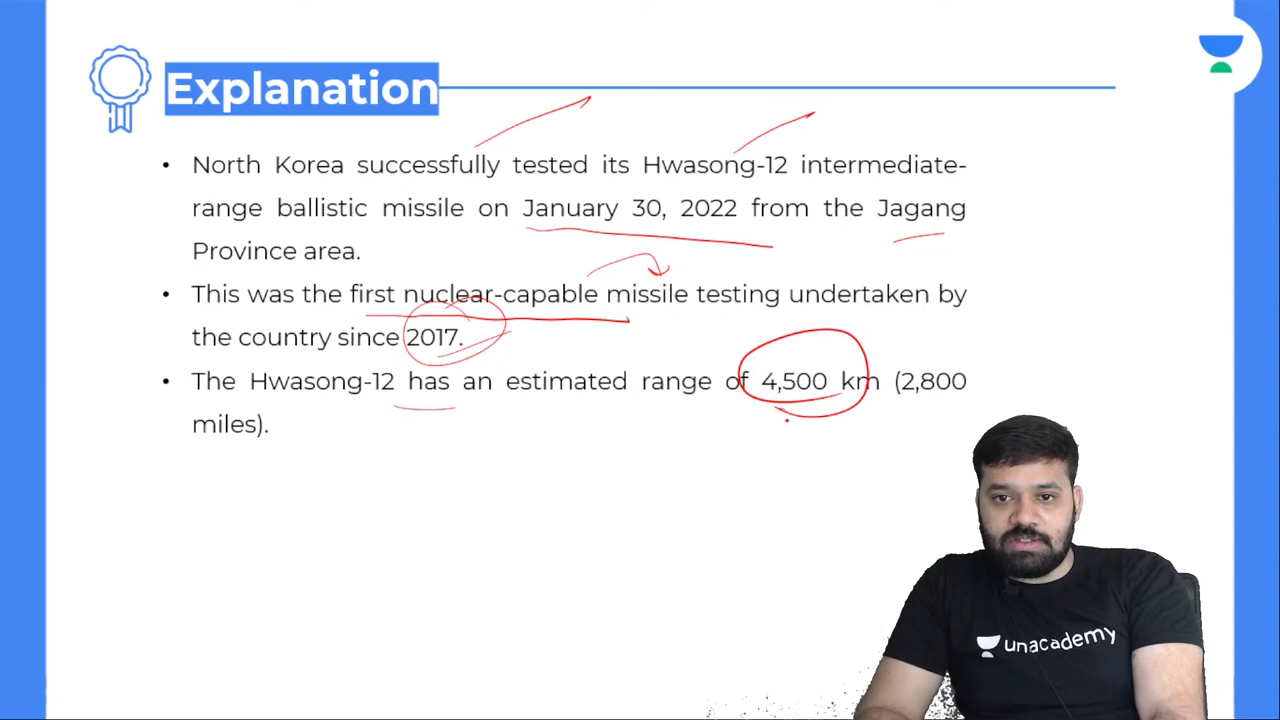 Explanation
• North Korea successfully tested its Hwasong-12 intermediate-
range ballistic missile on January 30, 2022 from the Jagang
Province area.
• This was the first nuclear-capable missile testing undertaken by
the country since 2017.
• The Hwasong-12 has an estimated range of 4,500 km (2,800
miles).
unacademy